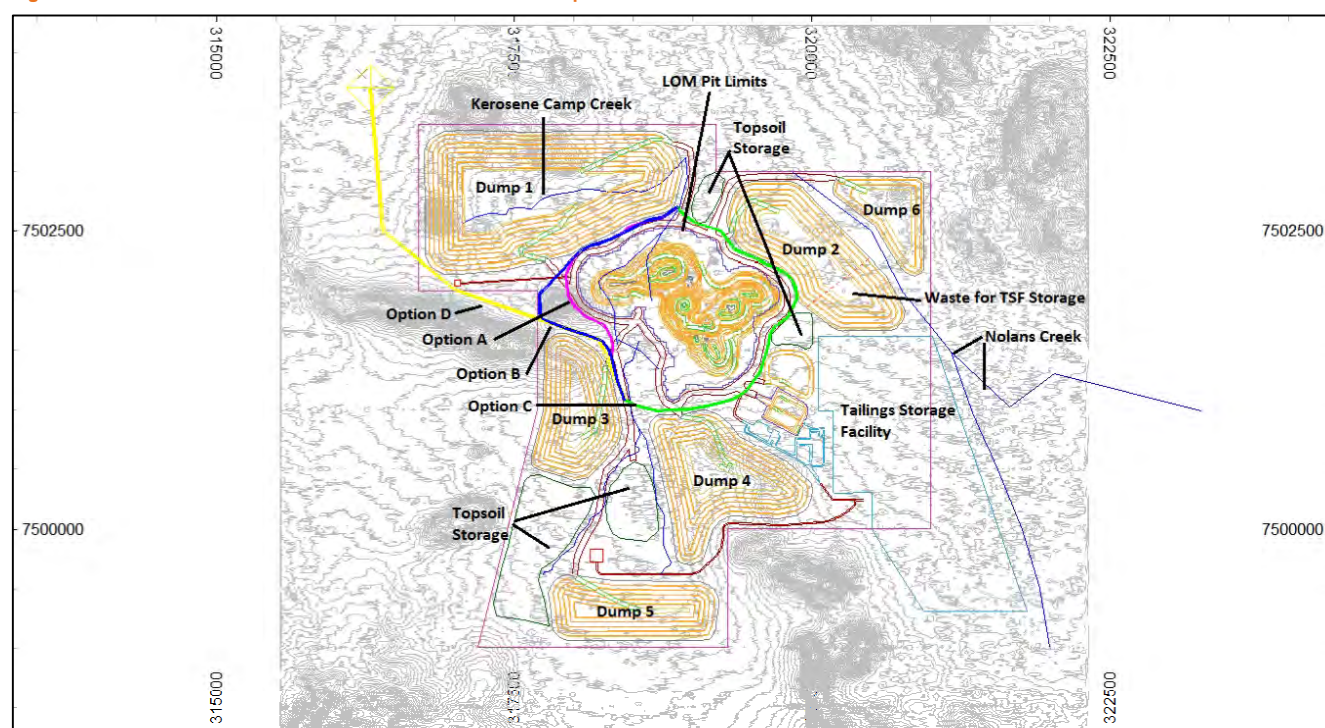 315000
317500
320000
322500
LOM Pit Limits
Kerosene Camp Creek
Topsoil
Storage
Dump 1
Dump 6
7502500
Dump 2
7502500
Waste for TSF Storage
Option D
Option A
Nolans Creek
Option B
Option C
Dump 3
Tailings Storage
Facility
Dump 4
Topsoil
Storage
7500000
7500000
Dump 5
315000
317500
322500